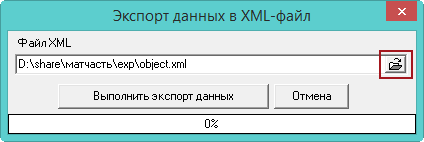 Экспорт данных в XML-файл
Файл XML
D:\share\матчасть\exp\object.xml
Выполнить экспорт данных Отмена
0%